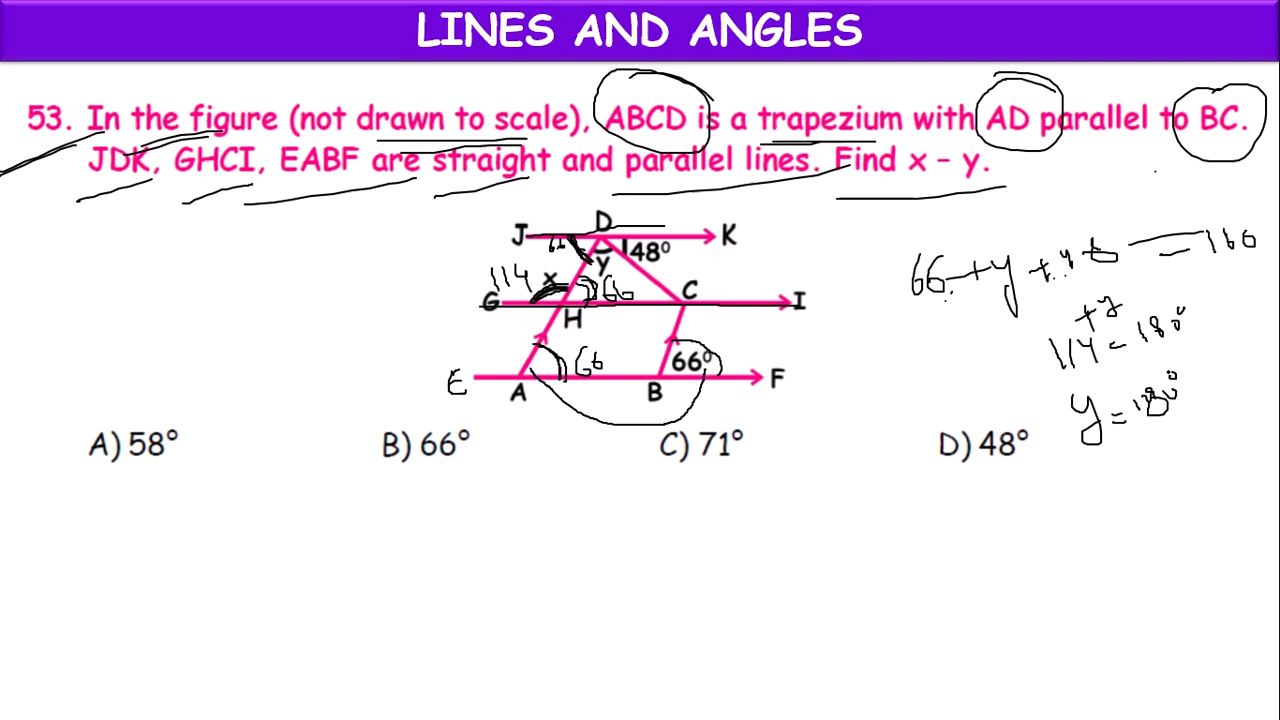 LINES AND ANGLES
53. In the figure (not drawn to scale), ABCD is a trapezium with AD parallel to BC.
JDK, GHCI, EABF are straight and parallel lines. Find x – y.
J D K
y 48°
114 x 66
G H C I
66 66°
E A B F
66 + y +
= 180
114 + y = 180°
y =
A) 58° B) 66° C) 71° D) 48°